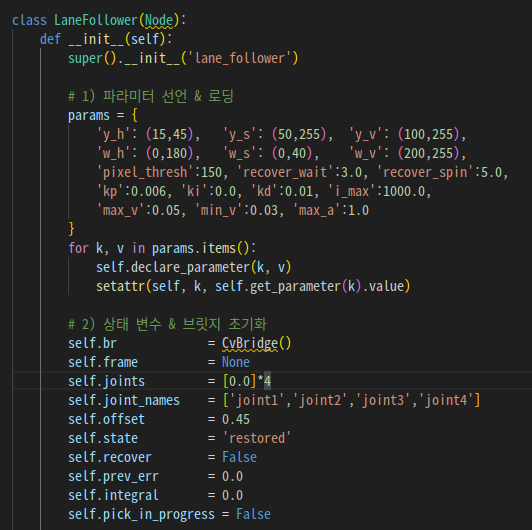 class LaneFollower(Node):
def __init__(self):
super().__init__('lane_follower')
# 1) 파라미터 선언 & 로딩
params = {
'y_h': (15,45), 'y_s': (50,255), 'y_v': (100,255),
'w_h': (0,180), 'w_s': (0,40), 'w_v': (200,255),
'pixel_thresh':150, 'recover_wait':3.0, 'recover_spin':5.0,
'kp':0.006, 'ki':0.0, 'kd':0.01, 'i_max':1000.0,
'max_v':0.05, 'min_v':0.03, 'max_a':1.0
}
for k, v in params.items():
self.declare_parameter(k, v)
setattr(self, k, self.get_parameter(k).value)
# 2) 상태 변수 & 브릿지 초기화
self.br = CvBridge()
self.frame = None
self.joints = [0.0]*4
self.joint_names = ['joint1','joint2','joint3','joint4']
self.offset = 0.45
self.state = 'restored'
self.recover = False
self.prev_err = 0.0
self.integral = 0.0
self.pick_in_progress = False